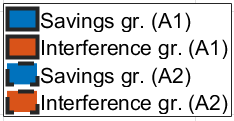 Savings gr. (A1)
Interference gr. (A1)
Savings gr. (A2)
Interference gr. (A2)